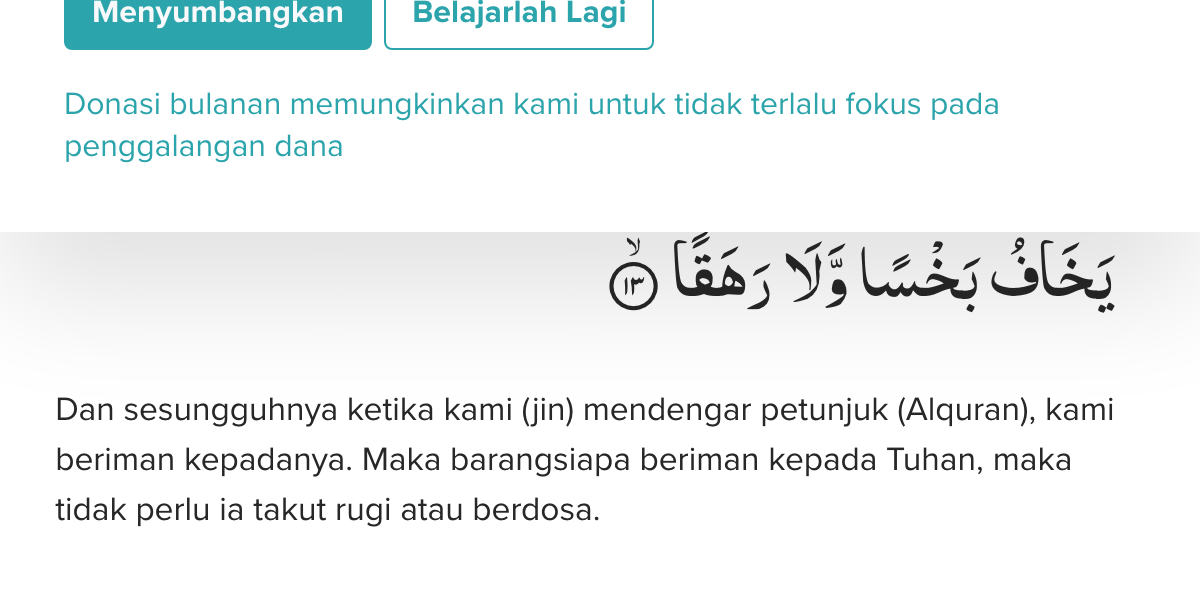 Menyumbangkan
Belajarlah Lagi
Donasi bulanan memungkinkan kami untuk tidak terlalu fokus pada
penggalangan dana
يَخَافُ بَخْسًا وَّلَا رَهَقًا ۙ ١٣
Dan sesungguhnya ketika kami (jin) mendengar petunjuk (Alquran), kami
beriman kepadanya. Maka barangsiapa beriman kepada Tuhan, maka
tidak perlu ia takut rugi atau berdosa.